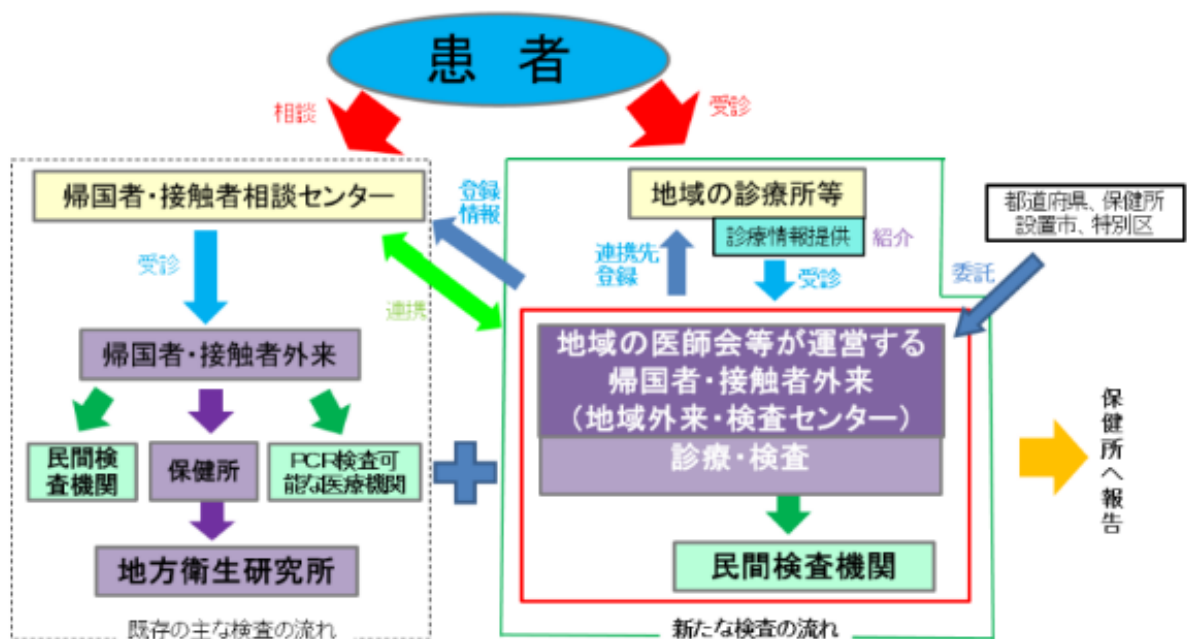 患 者
相談
受診
帰国者・接触者相談センター
受診
帰国者・接触者外来
民間検
査機関
保健所
PCR検査可
能な医療機関
地方衛生研究所
既存の主な検査の流れ
登録
情報
連携
地域の診療所等
診療情報提供
紹介
連携先
登録
受診
都道府県、保健所
設置市、特別区
委託
地域の医師会等が運営する
帰国者・接触者外来
（地域外来・検査センター）
診療・検査
民間検査機関
新たな検査の流れ
保健所へ報告